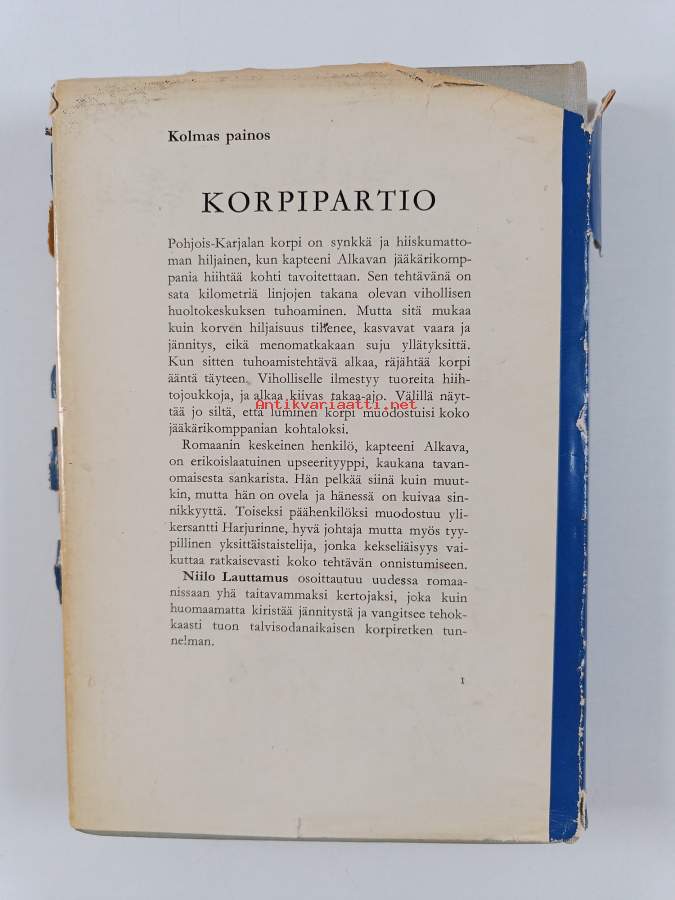 Kolmas painos
KORPIPARTIO
Pohjois-Karjalan korpi on synkkä ja hiiskumatto-
man hiljainen, kun kapteeni Alkavan jääkärikomp-
pania hiihtää kohti tavoitettaan. Sen tehtävänä on
sata kilometriä linjojen takana olevan vihollisen
huoltokeskuksen tuhoaminen. Mutta sitä mukaa
kuin korven hiljaisuus tihenee, kasvavat vaara ja
jännitys, eikä menomatkakaan suju yllätyksittä.
Kun sitten tuhoamistehtävä alkaa, räjähtää korpi
ääntä täyteen. Viholliselle ilmestyy tuoreita hiih-
tojoukkoja, ja alkaa kiivas takaa-ajo. Välillä näyt-
Antikvariaatti.net
tää jo siltä, että luminen korpi muodostuisi koko
jääkärikomppanian kohtaloksi.
Romaanin keskeinen henkilö, kapteeni Alkava,
on erikoislaatuinen upseerityyppi, kaukana tavan-
omaisesta sankarista. Hän pelkää siinä kuin muut-
kin, mutta hän on ovela ja hänessä on kuivaa sin-
nikkyyttä. Toiseksi päähenkilöksi muodostuu yli-
kersantti Harjurinne, hyvä johtaja mutta myös tyy-
pillinen yksittäistaistelija, jonka kekseliäisyys vai-
kuttaa ratkaisevasti koko tehtävän onnistumiseen.
Niilo Lauttamus osoittautuu uudessa romaa-
nissaan yhä taitavammaksi kertojaksi, joka kuin
huomaamatta kiristää jännitystä ja vangitsee tehok-
kaasti tuon talvisodanaikaisen korpiretken tun-
nelman.
1